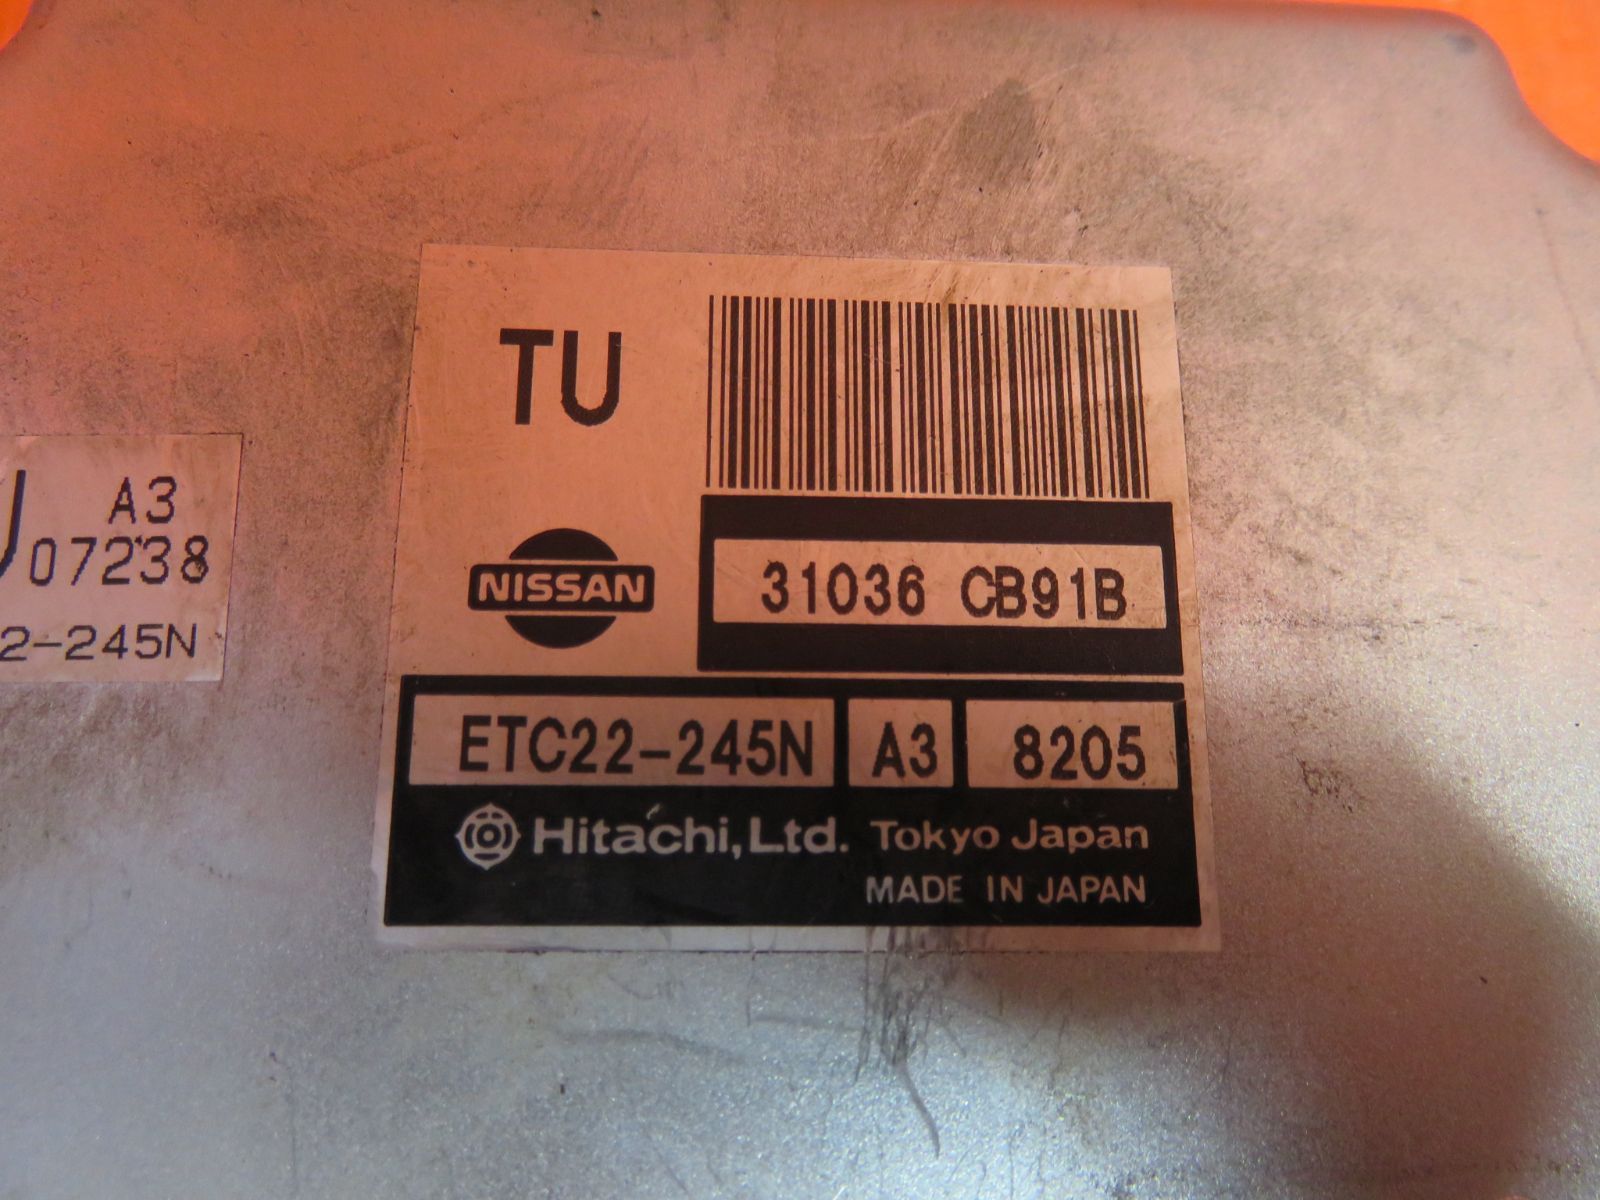 TU
NISSAN
31036 CB91B
ETC22-245N A3 8205
Hitachi, Ltd. Tokyo Japan
MADE IN JAPAN
A3
07238
2-245N